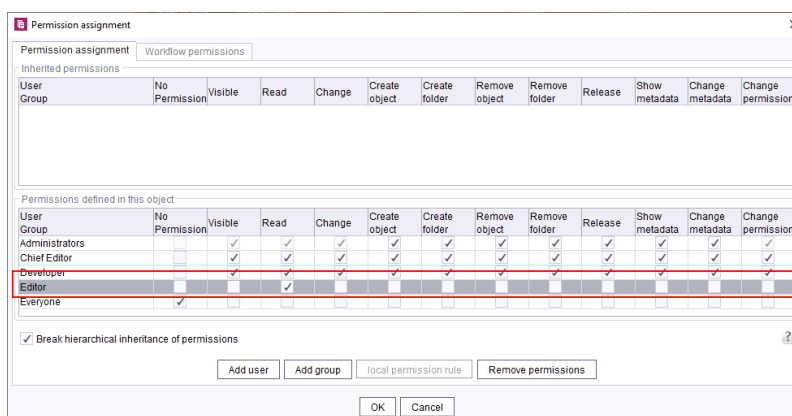 Permission assignment
Permission assignment Workflow permissions
Inherited permissions
User Group No Permission Visible Read Change Create object Create folder Remove object Remove folder Release Show metadata Change metadata Change permission
Permissions defined in this object
User Group No Permission Visible Read Change Create object Create folder Remove object Remove folder Release Show metadata Change metadata Change permission
Administrators
Chief Editor
Developer
Editor
Everyone
Break hierarchical inheritance of permissions ?
Add user Add group local permission rule Remove permissions
OK Cancel